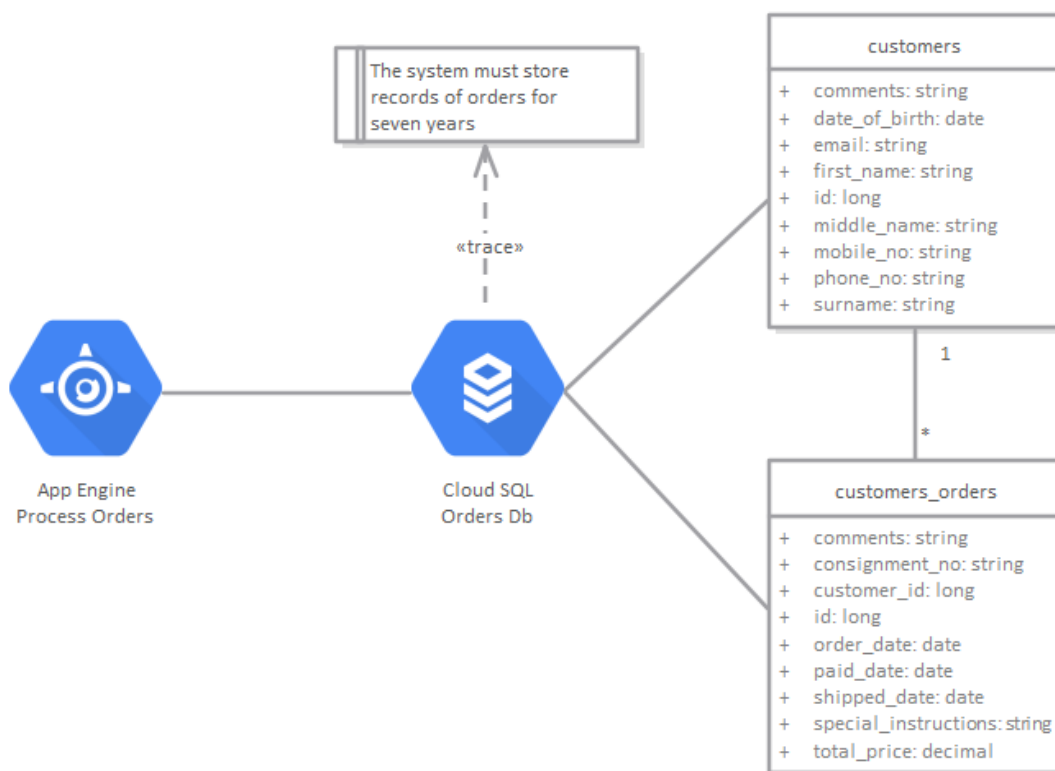 The system must store
records of orders for
seven years
«trace»
App Engine
Process Orders
Cloud SQL
Orders Db
customers
+ comments: string
+ date_of_birth: date
+ email: string
+ first_name: string
+ id: long
+ middle_name: string
+ mobile_no: string
+ phone_no: string
+ surname: string
1
*
customers_orders
+ comments: string
+ consignment_no: string
+ customer_id: long
+ id: long
+ order_date: date
+ paid_date: date
+ shipped_date: date
+ special_instructions: string
+ total_price: decimal